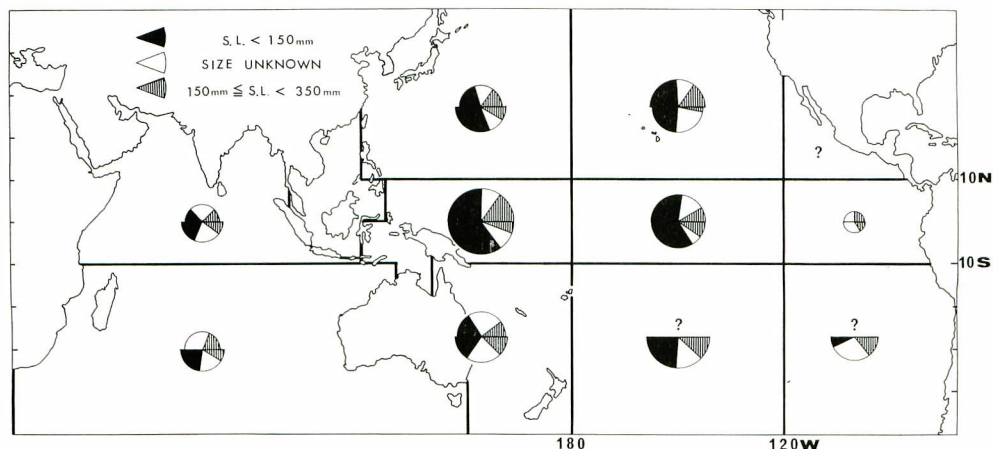 S.L. < 150mm
SIZE UNKNOWN
150mm ≦ S.L. < 350mm
?
10N
10S
? ?
180 120W